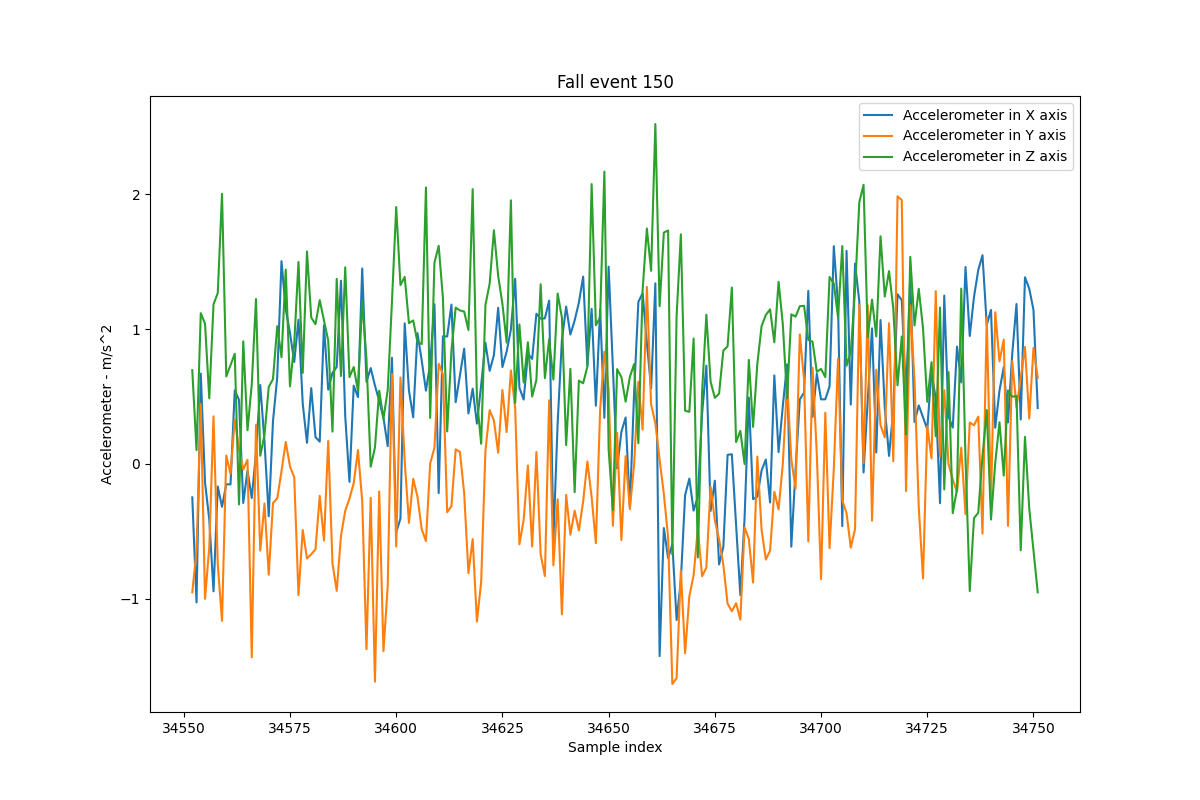 Fall event 150
Accelerometer in X axis
Accelerometer in Y axis
Accelerometer in Z axis
Accelerometer - m/s^2
2
1
0
−1
34550 34575 34600 34625 34650 34675 34700 34725 34750
Sample index